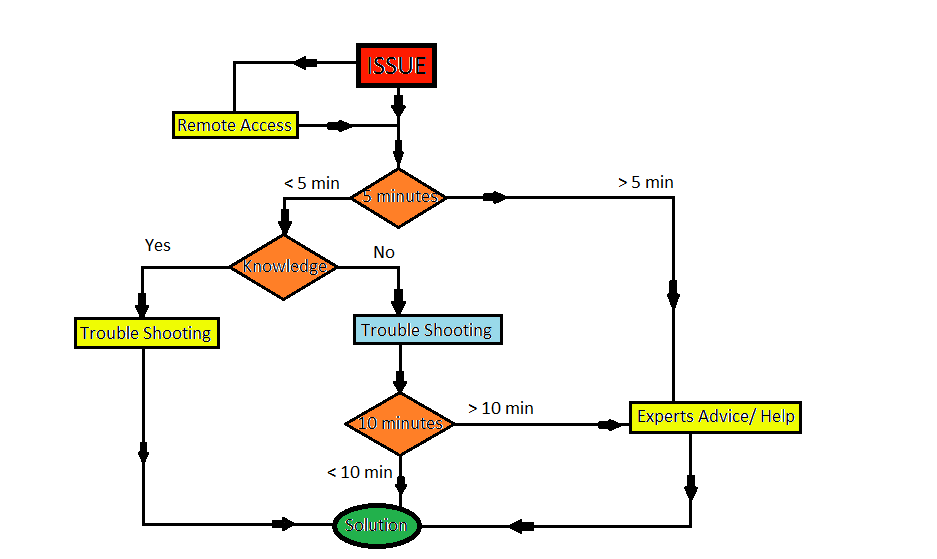 ISSUE
Remote Access
< 5 min
5 minutes
> 5 min
Yes
Knowledge
No
Trouble Shooting
Trouble Shooting
> 10 min
10 minutes
Experts Advice/ Help
< 10 min
Solution